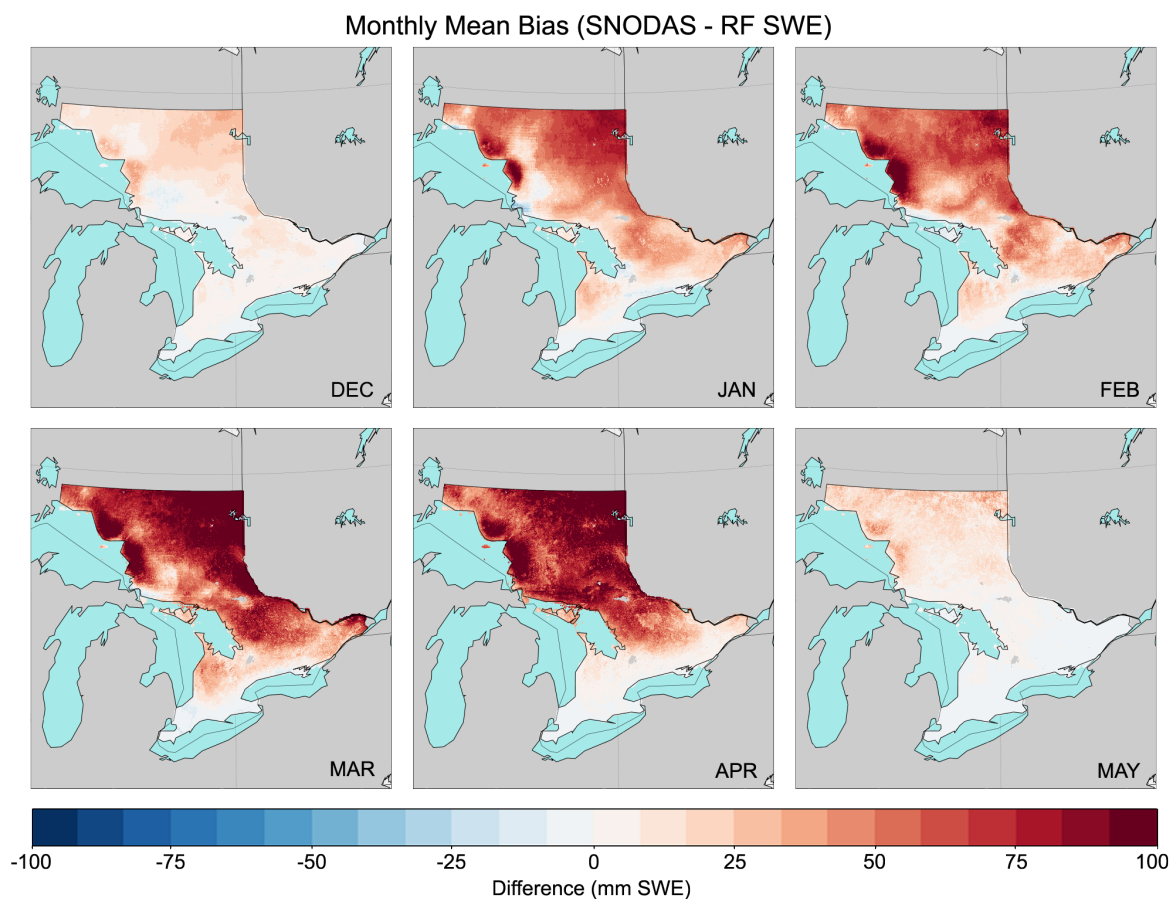 Monthly Mean Bias (SNODAS - RF SWE)
DEC
JAN
FEB
MAR
APR
MAY
-100 -75 -50 -25 0 25 50 75 100
Difference (mm SWE)